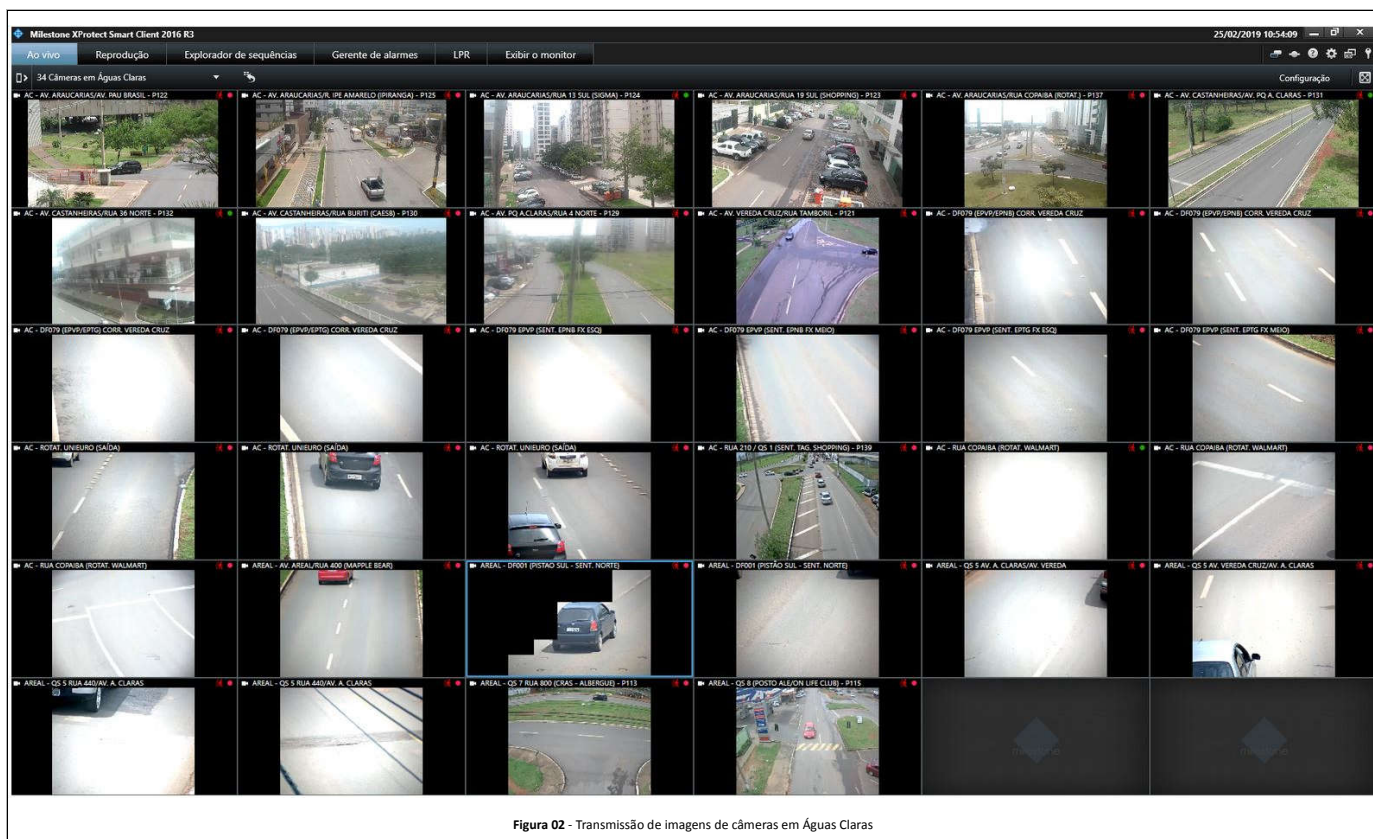 Milestone XProtect Smart Client 2016 R3
25/02/2019 10:54:09
Ao vivo
Reprodução
Explorador de sequências
Gerente de alarmes
LPR
Exibir o monitor
34 Câmeras em Águas Claras
Configuração
AC - AV. ARAUCARIAS/AV. PAU BRASIL - P122
AC - AV. ARAUCARIAS/R. IPE AMARELO (IPIRANGA) - P125
AC - AV. ARAUCARIAS/RUA 13 SUL (SIGMA) - P124
AC - AV. ARAUCARIAS/RUA 19 SUL (SHOPPING) - P123
AC - AV. ARAUCARIAS/RUA COPAIBA (ROTAT.) - P137
AC - AV. CASTANHEIRAS/AV. PQ A. CLARAS - P131
AC - AV. CASTANHEIRAS/RUA 36 NORTE - P132
AC - AV. CASTANHEIRAS/RUA BURITI (CAESB) - P130
AC - AV. PQ A.CLARAS/RUA 4 NORTE - P129
AC - AV. VEREDA CRUZ/RUA TAMBORIL - P121
AC - DF079 (EPVP/EPNB) CORR. VEREDA CRUZ
AC - DF079 (EPVP/EPNB) CORR. VEREDA CRUZ
AC - DF079 (EPVP/EPTG) CORR. VEREDA CRUZ
AC - DF079 (EPVP/EPTG) CORR. VEREDA CRUZ
AC - DF079 EPVP (SENT. EPNB FX ESQ)
AC - DF079 EPVP (SENT. EPNB FX MEIO)
AC - DF079 EPVP (SENT. EPTG FX ESQ)
AC - DF079 EPVP (SENT. EPTG FX MEIO)
AC - ROTAT. UNIEURO (SAÍDA)
AC - ROTAT. UNIEURO (SAÍDA)
AC - ROTAT. UNIEURO (SAÍDA)
AC - RUA 210 / QS 1 (SENT. TAG. SHOPPING) - P139
AC - RUA COPAIBA (ROTAT. WALMART)
AC - RUA COPAIBA (ROTAT. WALMART)
AC - RUA COPAIBA (ROTAT. WALMART)
AREAL - AV. AREAL/RUA 400 (MAPPLE BEAR)
AREAL - DF001 (PISTAO SUL - SENT. NORTE)
AREAL - DF001 (PISTÃO SUL - SENT. NORTE)
AREAL - QS 5 AV. A. CLARAS/AV. VEREDA
AREAL - QS 5 AV. VEREDA CRUZ/AV. A. CLARAS
AREAL - QS 5 RUA 440/AV. A. CLARAS
AREAL - QS 5 RUA 440/AV. A. CLARAS
AREAL - QS 7 RUA 800 (CRAS - ALBERGUE) - P113
AREAL - QS 8 (POSTO ALE/ON LIFE CLUB) - P115
milestone
milestone
Figura 02 - Transmissão de imagens de câmeras em Águas Claras